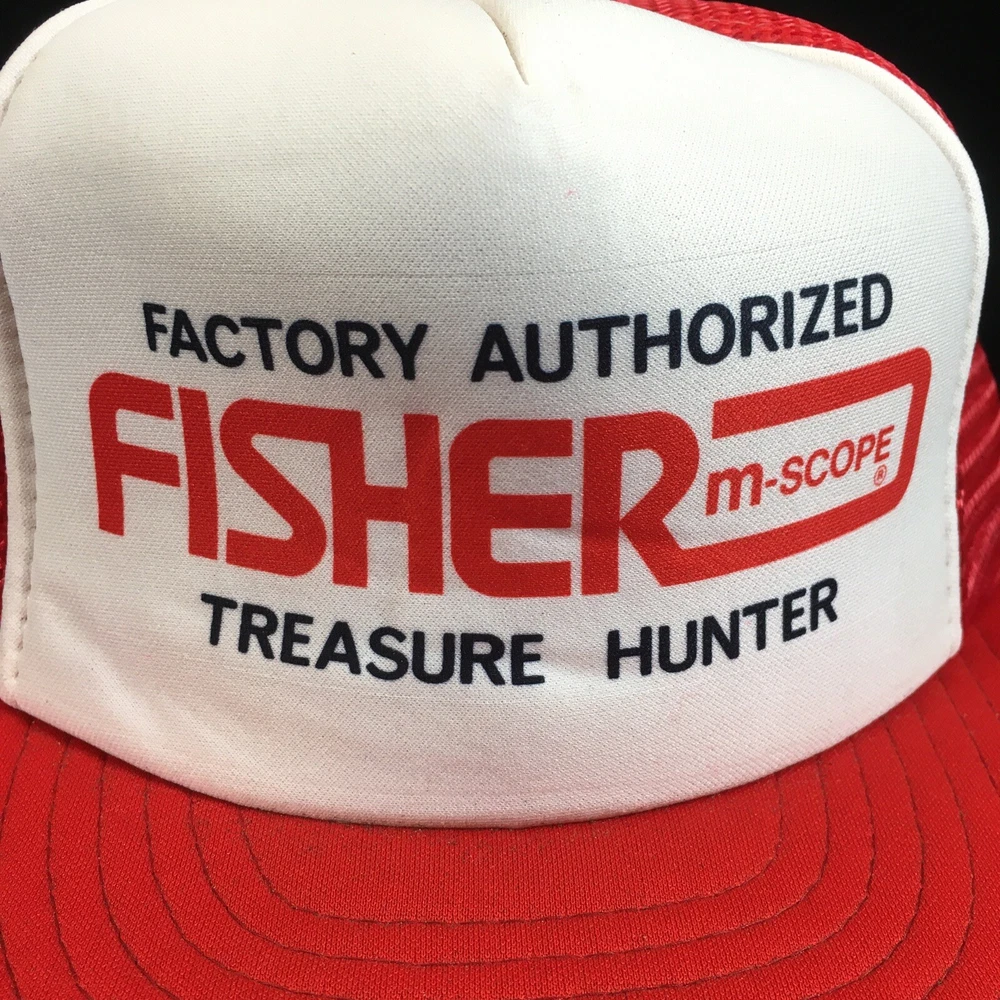 FACTORY AUTHORIZED
FISHER m-SCOPE®
TREASURE HUNTER